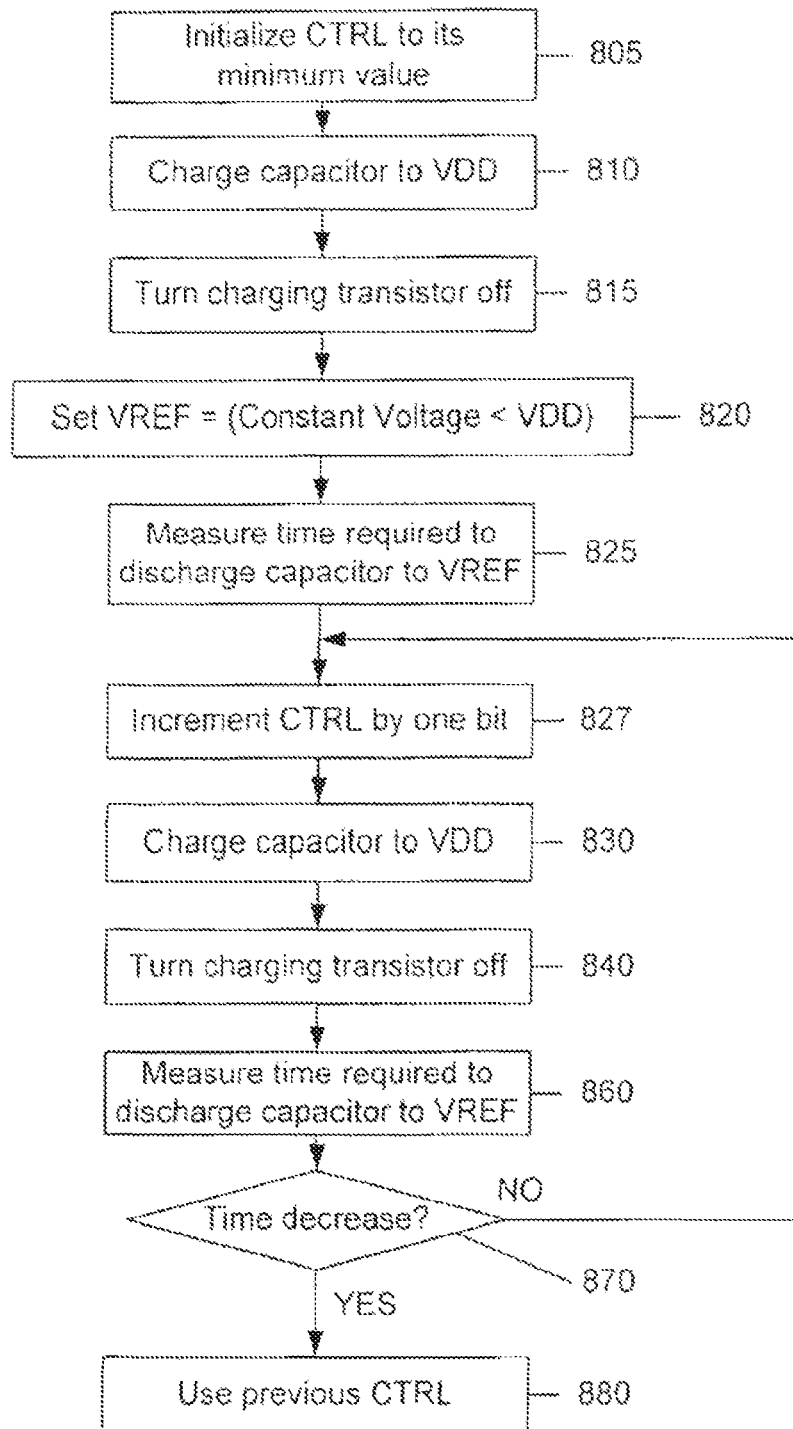 Initialize CTRL to its
minimum value
805
Charge capacitor to VDD
810
Turn charging transistor off
815
Set VREF = (Constant Voltage < VDD)
820
Measure time required to
discharge capacitor to VREF
825
Increment CTRL by one bit
827
Charge capacitor to VDD
830
Turn charging transistor off
840
Measure time required to
discharge capacitor to VREF
860
Time decrease?
NO
870
YES
Use previous CTRL
880